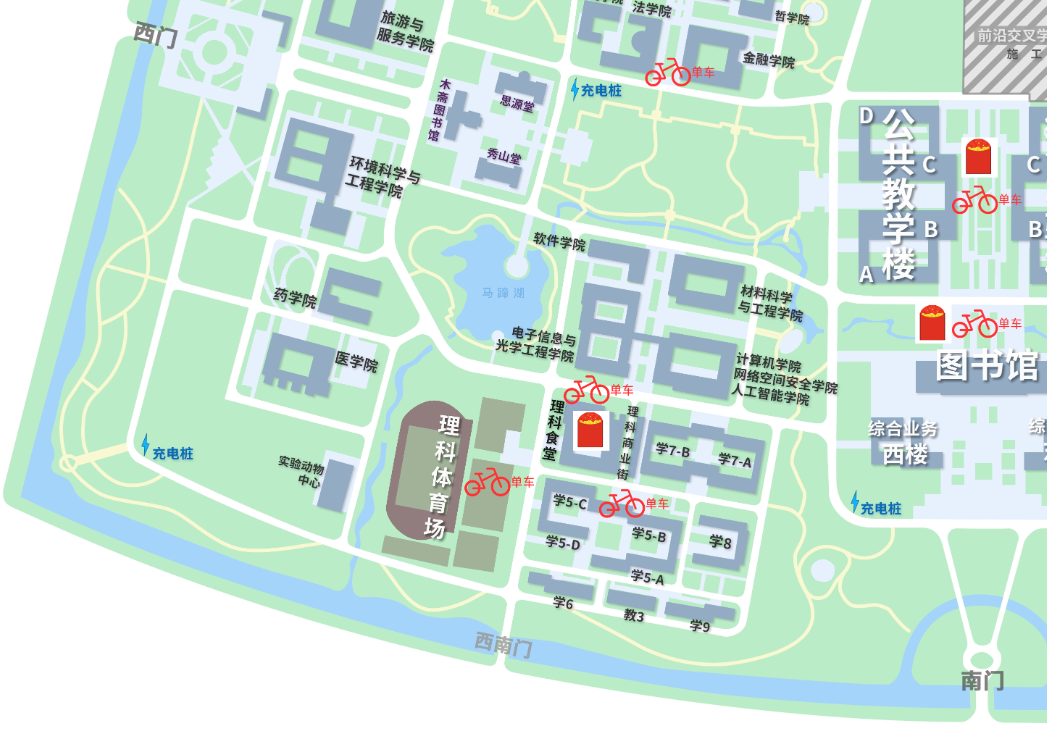 法学院
哲学院
旅游与
服务学院
西门
金融学院
单车
前沿交叉学
施 工
充电桩
木斋图书馆
思源堂
秀山堂
环境科学与
工程学院
D
公共教学楼
C
B
A
C
B
单车
软件学院
马蹄湖
药学院
材料科学
与工程学院
单车
电子信息与
光学工程学院
医学院
计算机学院
网络空间安全学院
人工智能学院
图书馆
单车
理科食堂
理科商业街
理科体育场
综合业务
西楼
综
学7-B
学7-A
充电桩
实验动物
中心
单车
学5-C
单车
充电桩
学5-D
学5-B
学8
学5-A
学6
教3
学9
西南门
南门